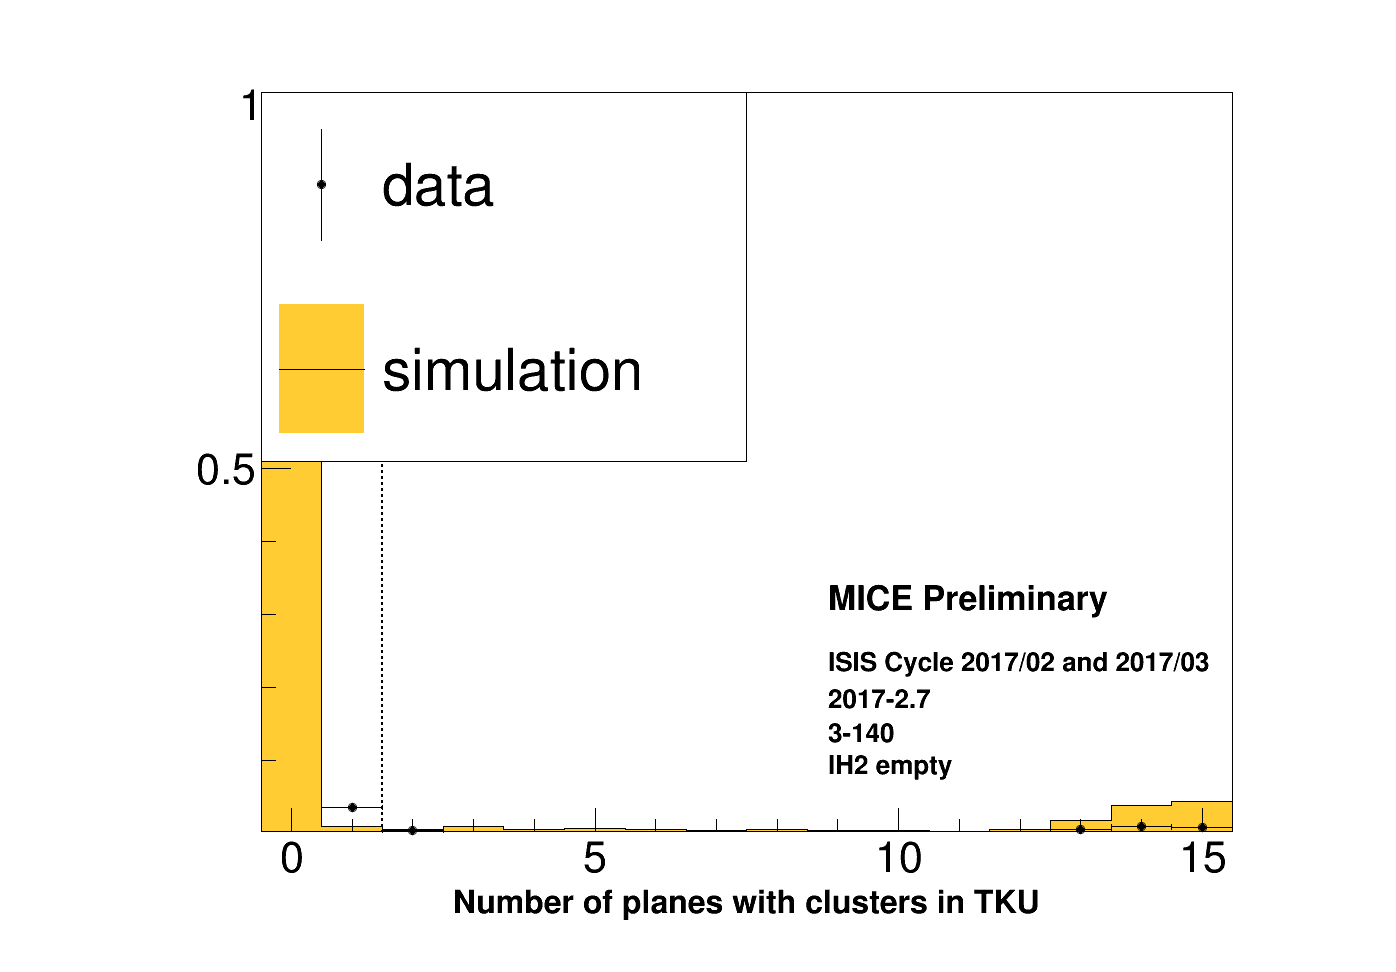 1
data
simulation
0.5
MICE Preliminary
ISIS Cycle 2017/02 and 2017/03
2017-2.7
3-140
IH2 empty
0 5 10 15
Number of planes with clusters in TKU